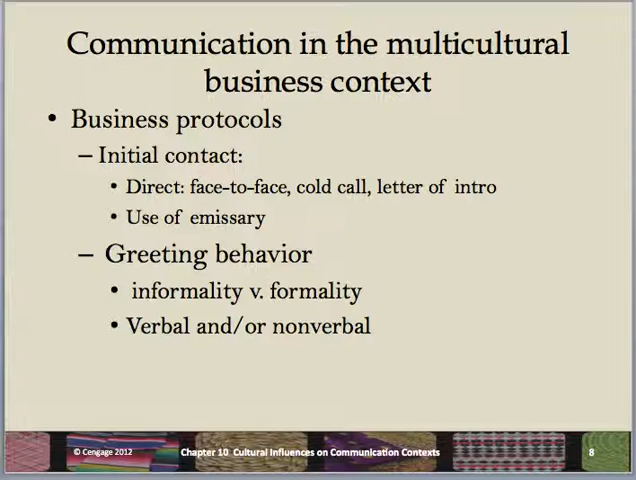 Communication in the multicultural
business context
• Business protocols
– Initial contact:
• Direct: face-to-face, cold call, letter of intro
• Use of emissary
– Greeting behavior
• informality v. formality
• Verbal and/or nonverbal
© Cengage 2012 Chapter 10 Cultural Influences on Communication Contexts 8